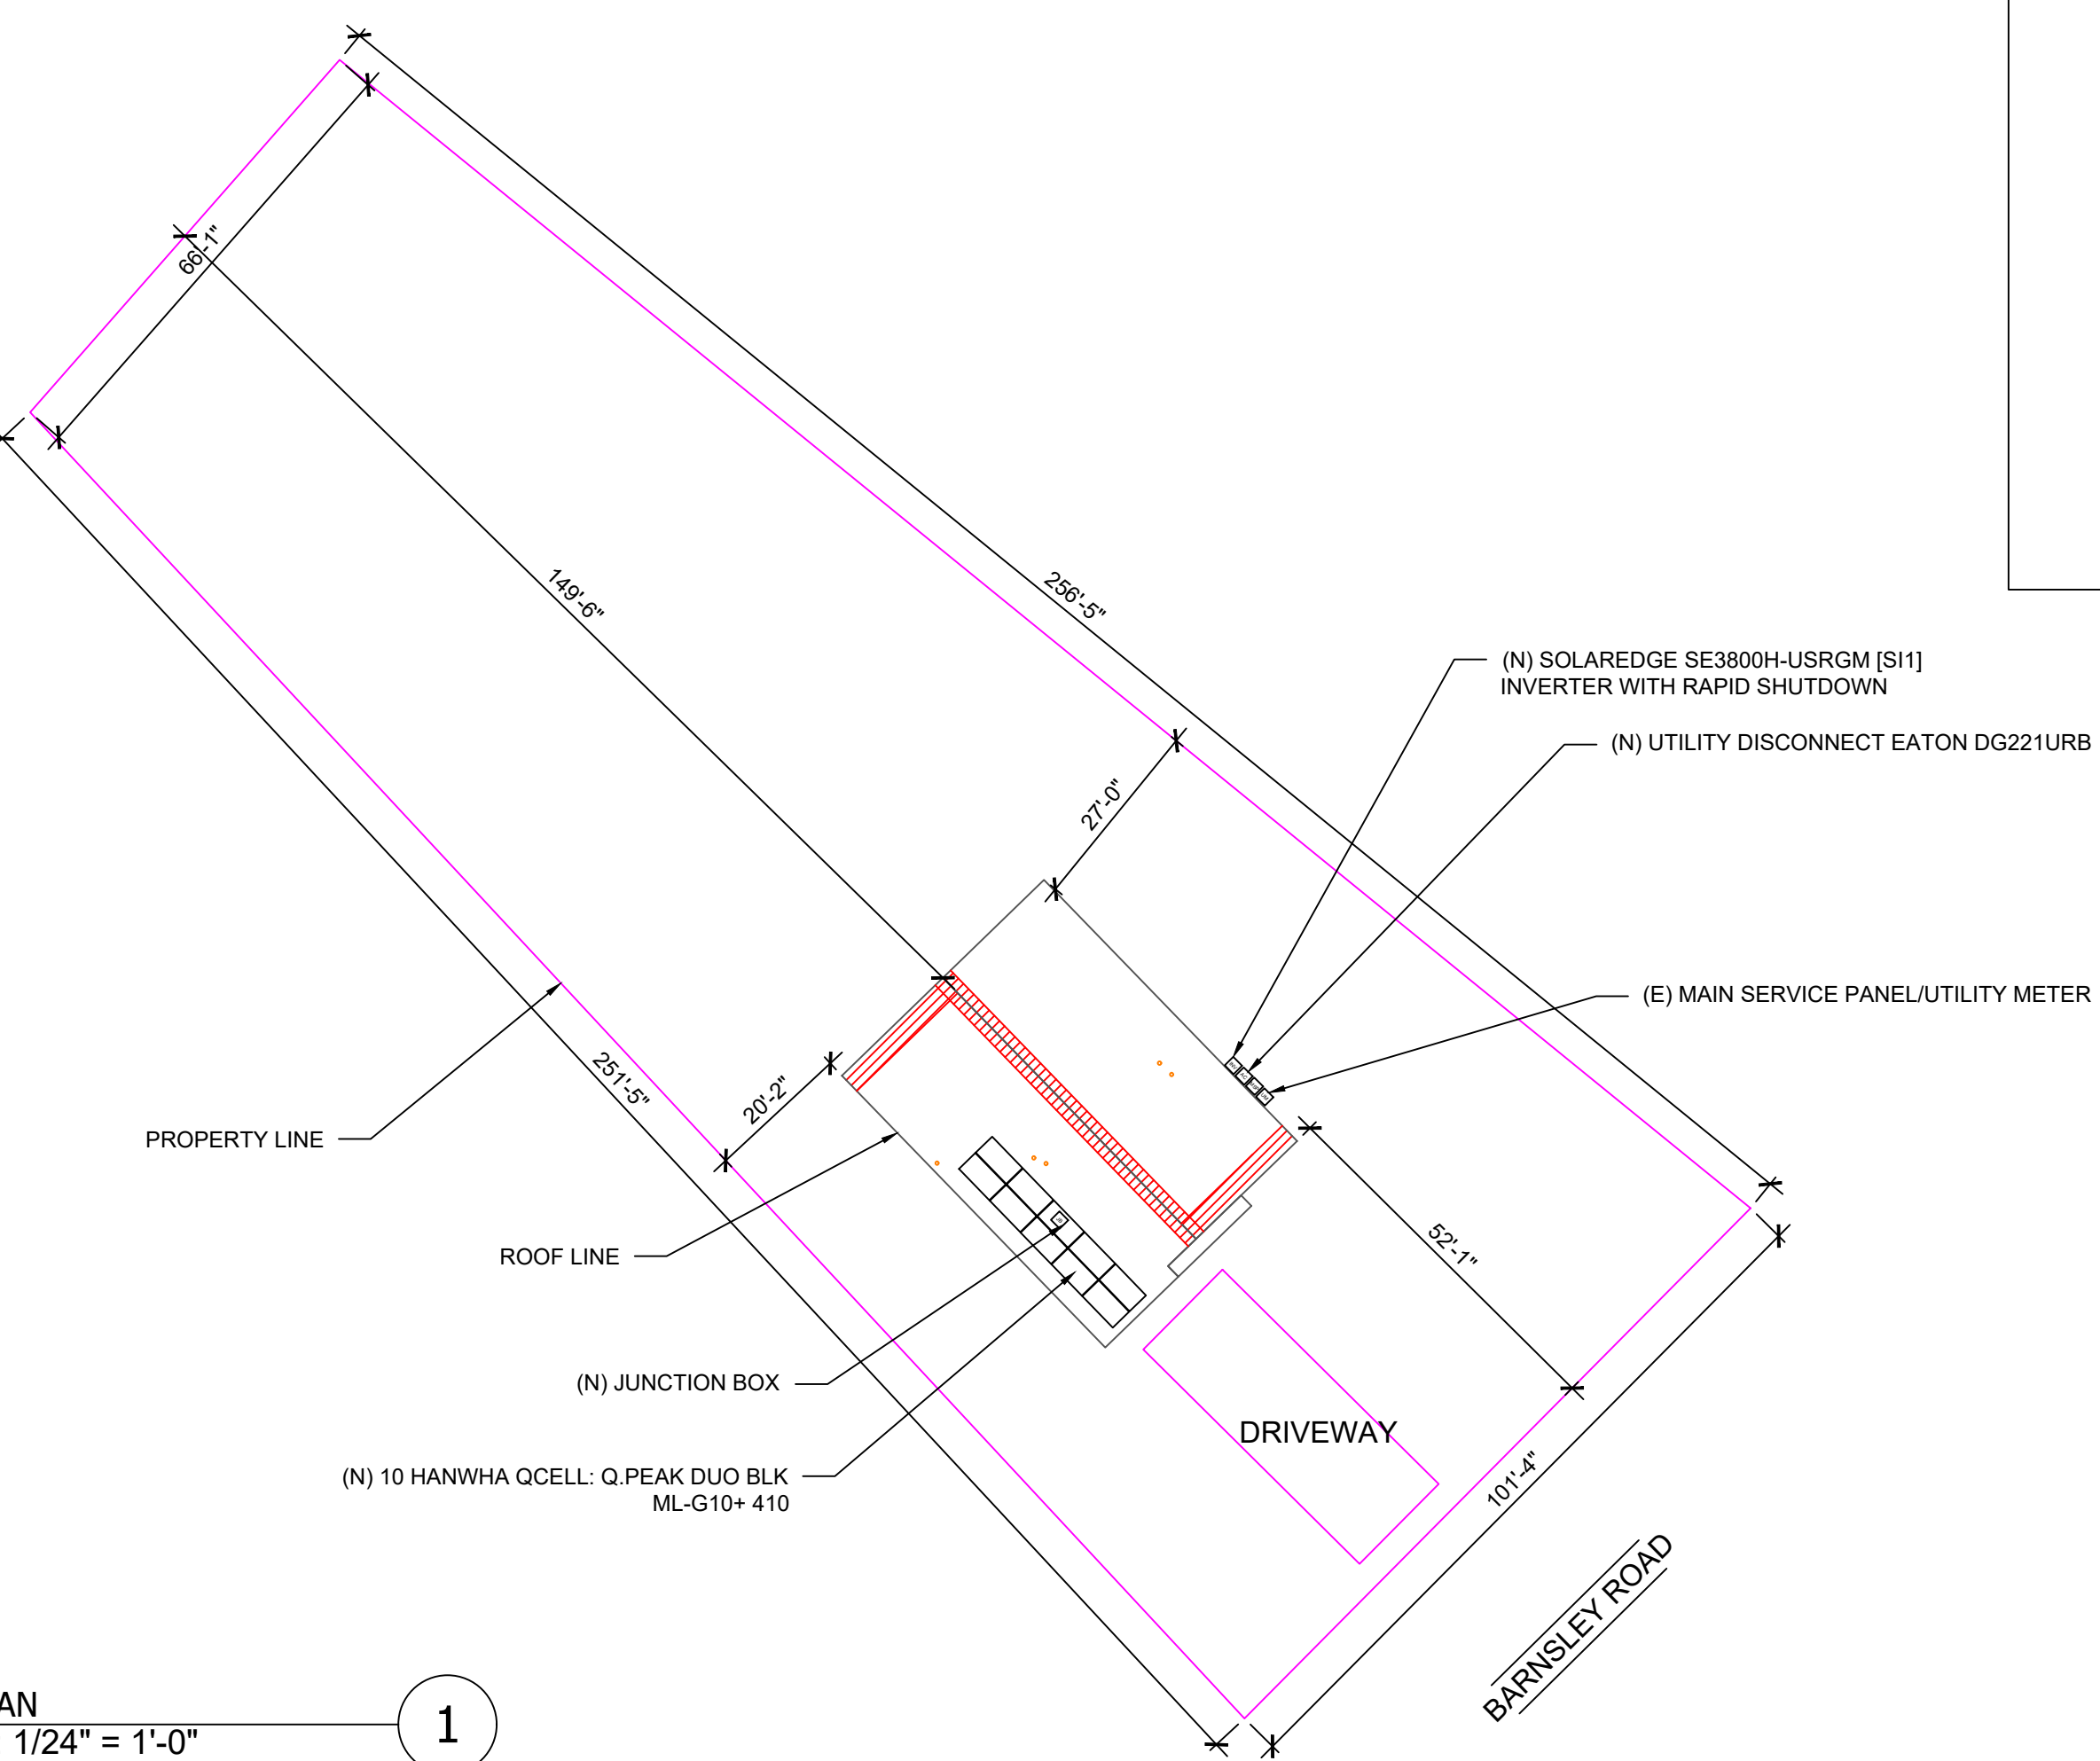 66'-1"
149'-6"
256'-5"
(N) SOLAREDGE SE3800H-USRGM [SI1]
INVERTER WITH RAPID SHUTDOWN
(N) UTILITY DISCONNECT EATON DG221URB
27'-0"
(E) MAIN SERVICE PANEL/UTILITY METER
251'-5"
20'-2"
PROPERTY LINE
ROOF LINE
52'-1"
(N) JUNCTION BOX
DRIVEWAY
(N) 10 HANWHA QCELL: Q.PEAK DUO BLK
ML-G10+ 410
101'-4"
BARNSLEY ROAD
1
1/24" = 1'-0"